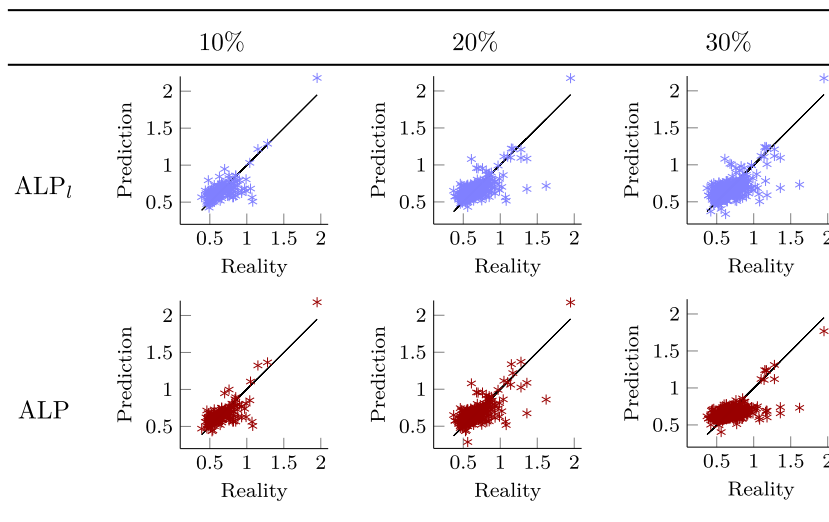 10% 20% 30%
2 2 2
1.5 1.5 1.5
1 1 1
0.5 0.5 0.5
Prediction Prediction Prediction
ALPl
0.5 1 1.5 2 0.5 1 1.5 2 0.5 1 1.5 2
Reality Reality Reality
2 2 2
1.5 1.5 1.5
1 1 1
0.5 0.5 0.5
Prediction Prediction Prediction
ALP
0.5 1 1.5 2 0.5 1 1.5 2 0.5 1 1.5 2
Reality Reality Reality